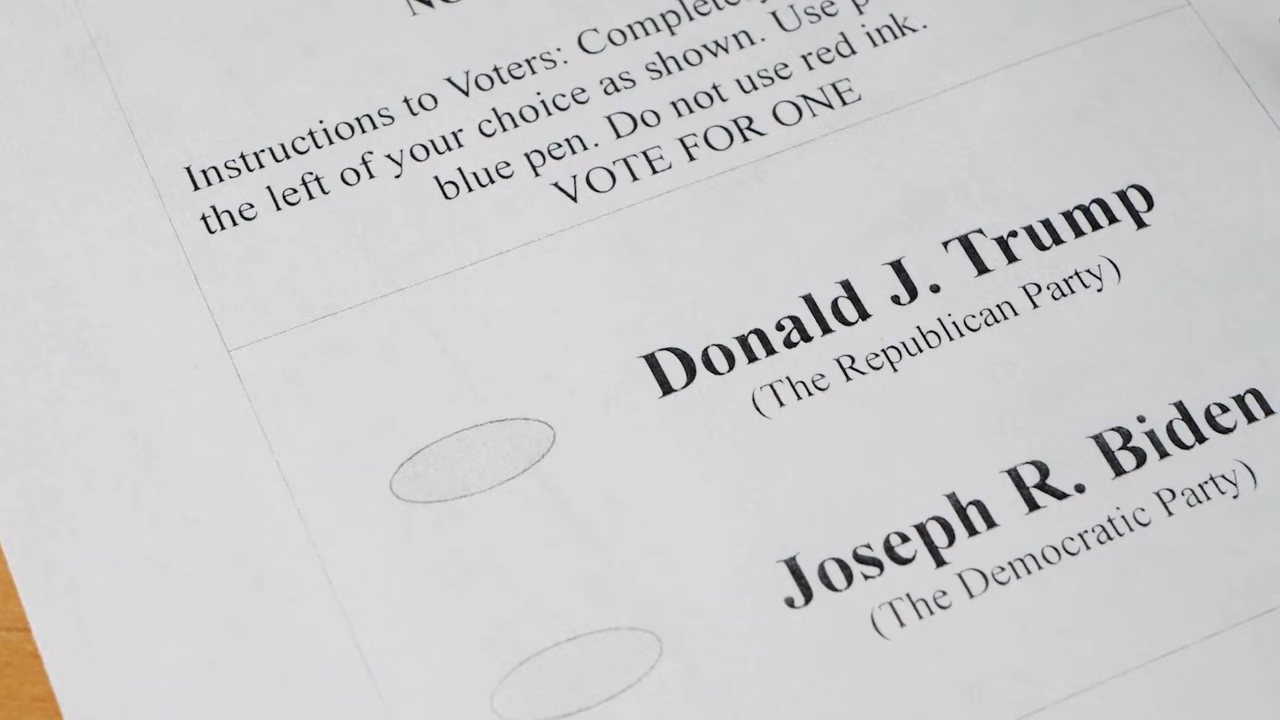 Instructions to Voters: Complete
the left of your choice as shown. Use
blue pen. Do not use red ink.
VOTE FOR ONE
Donald J. Trump
(The Republican Party)
Joseph R. Biden
(The Democratic Party)